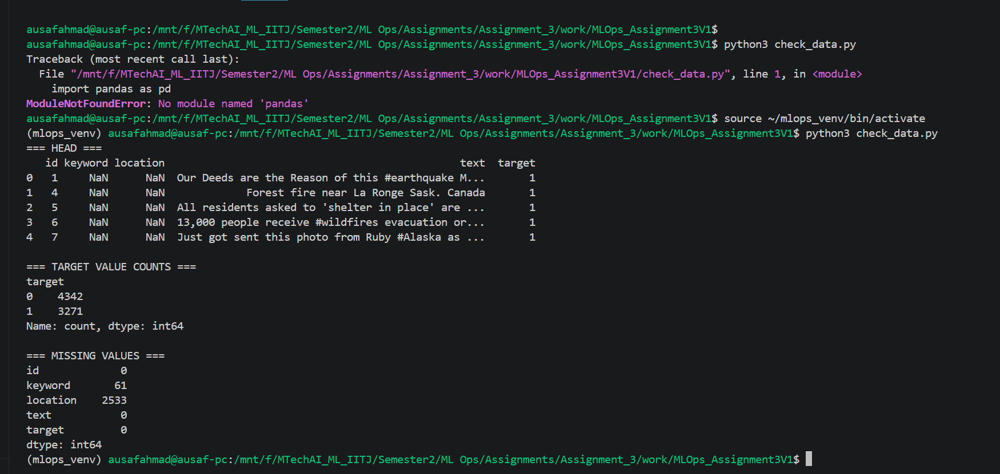 ausafahmad@ausaf-pc:/mnt/f/MTechAI_ML_IITJ/Semester2/ML Ops/Assignments/Assignment_3/work/MLOps_Assignment3V1$
ausafahmad@ausaf-pc:/mnt/f/MTechAI_ML_IITJ/Semester2/ML Ops/Assignments/Assignment_3/work/MLOps_Assignment3V1$ python3 check_data.py
Traceback (most recent call last):
  File "/mnt/f/MTechAI_ML_IITJ/Semester2/ML Ops/Assignments/Assignment_3/work/MLOps_Assignment3V1/check_data.py", line 1, in <module>
    import pandas as pd
ModuleNotFoundError: No module named 'pandas'
ausafahmad@ausaf-pc:/mnt/f/MTechAI_ML_IITJ/Semester2/ML Ops/Assignments/Assignment_3/work/MLOps_Assignment3V1$ source ~/mlops_venv/bin/activate
(mlops_venv) ausafahmad@ausaf-pc:/mnt/f/MTechAI_ML_IITJ/Semester2/ML Ops/Assignments/Assignment_3/work/MLOps_Assignment3V1$ python3 check_data.py
=== HEAD ===
   id keyword location                                               text  target
0   1     NaN      NaN  Our Deeds are the Reason of this #earthquake M...       1
1   4     NaN      NaN             Forest fire near La Ronge Sask. Canada       1
2   5     NaN      NaN  All residents asked to 'shelter in place' are ...       1
3   6     NaN      NaN  13,000 people receive #wildfires evacuation or...       1
4   7     NaN      NaN  Just got sent this photo from Ruby #Alaska as ...       1
=== TARGET VALUE COUNTS ===
target
0    4342
1    3271
Name: count, dtype: int64
=== MISSING VALUES ===
id             0
keyword       61
location    2533
text           0
target         0
dtype: int64
(mlops_venv) ausafahmad@ausaf-pc:/mnt/f/MTechAI_ML_IITJ/Semester2/ML Ops/Assignments/Assignment_3/work/MLOps_Assignment3V1$